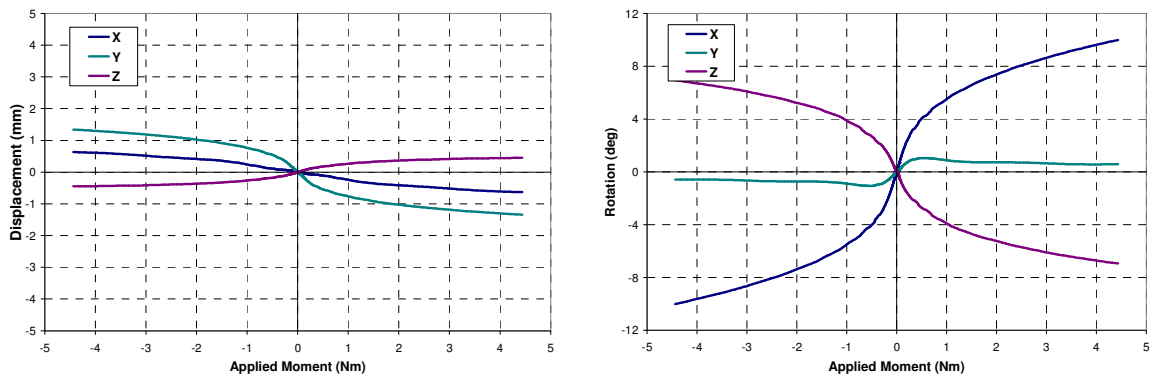 5
4
3
2
1
0
-1
-2
-3
-4
-5
Displacement (mm)
X
Y
Z
-5 -4 -3 -2 -1 0 1 2 3 4 5
Applied Moment (Nm)
12
8
4
0
-4
-8
-12
Rotation (deg)
X
Y
Z
-5 -4 -3 -2 -1 0 1 2 3 4 5
Applied Moment (Nm)